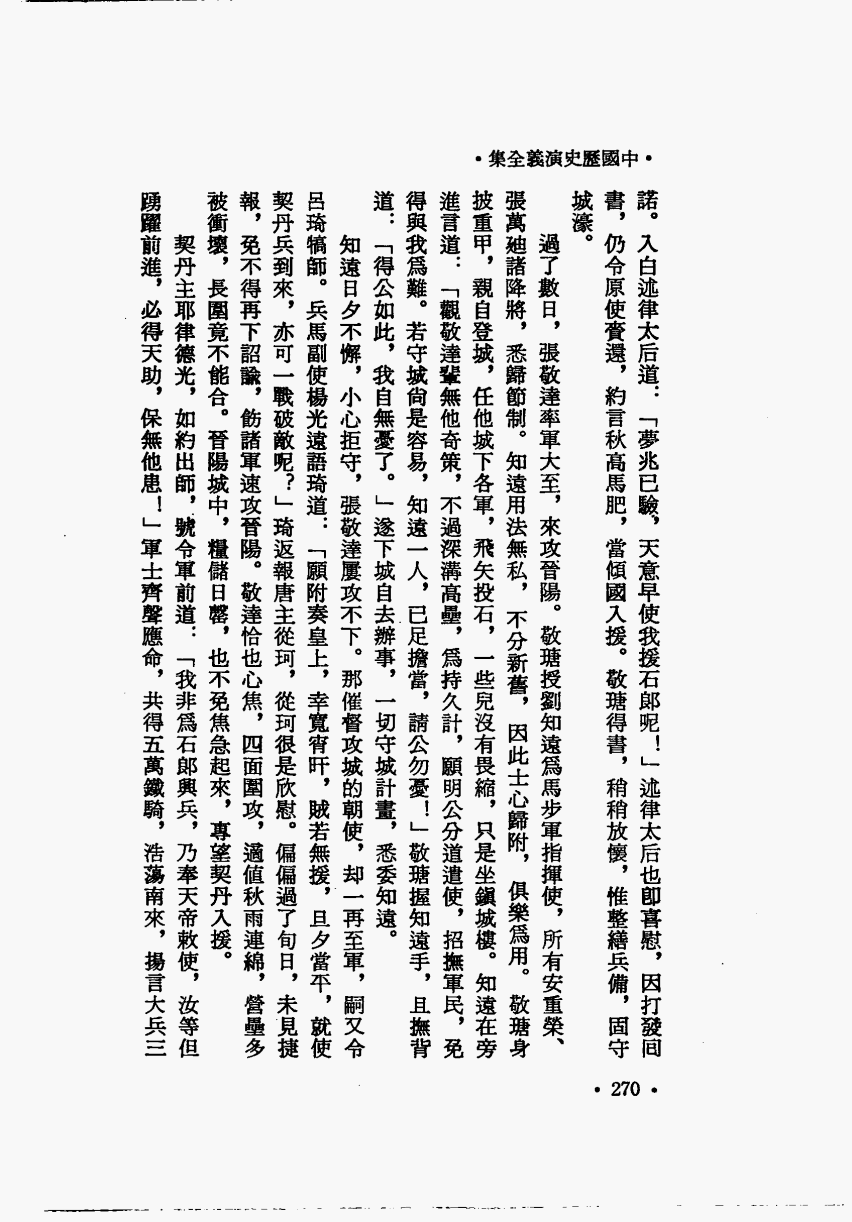 •中國歷史演義全集•
諾。入白述律太后道：「夢兆已驗，天意早使我援石郎呢！」述律太后也卽喜慰，因打發囘
書，仍令原使賫還，約言秋高馬肥，當傾國入援。敬瑭得書，稍稍放懷，惟整繕兵備，固守
城濠。
過了數日，張敬達率軍大至，來攻晉陽。敬瑭授劉知遠爲馬步軍指揮使，所有安重榮、
張萬廸諸降將，悉歸節制。知遠用法無私，不分新舊，因此士心歸附，俱樂爲用。敬瑭身
披重甲，親自登城，任他城下各軍，飛矢投石，一些兒沒有畏縮，只是坐鎭城樓。知遠在旁
進言道：「觀敬達輩無他奇策，不過深溝高壘，爲持久計，願明公分道遣使，招撫軍民，免
得與我爲難。若守城尙是容易，知遠一人，已足擔當，請公勿憂！」敬瑭握知遠手，且撫背
道：「得公如此，我自無憂了。」遂下城自去辦事，一切守城計畫，悉委知遠。
知遠日夕不懈，小心拒守，張敬達屢攻不下。那催督攻城的朝使，却一再至軍，嗣又令
呂琦犒師。兵馬副使楊光遠語琦道：「願附奏皇上，幸寬宵旰，賊若無援，旦夕當平，就使
契丹兵到來，亦可一戰破敵呢？」琦返報唐主從珂，從珂很是欣慰。偏偏過了旬日，未見捷
報，免不得再下詔諭，飭諸軍速攻晉陽。敬達恰也心焦，四面圍攻，適値秋雨連綿，營壘多
被衝壞，長圍竟不能合。晉陽城中，糧儲日罄，也不免焦急起來，專望契丹入援。
契丹主耶律德光，如約出師，號令軍前道：「我非爲石郎興兵，乃奉天帝敕使，汝等但
踴躍前進，必得天助，保無他患！」軍士齊聲應命，共得五萬鐵騎，浩蕩南來，揚言大兵三
•270•